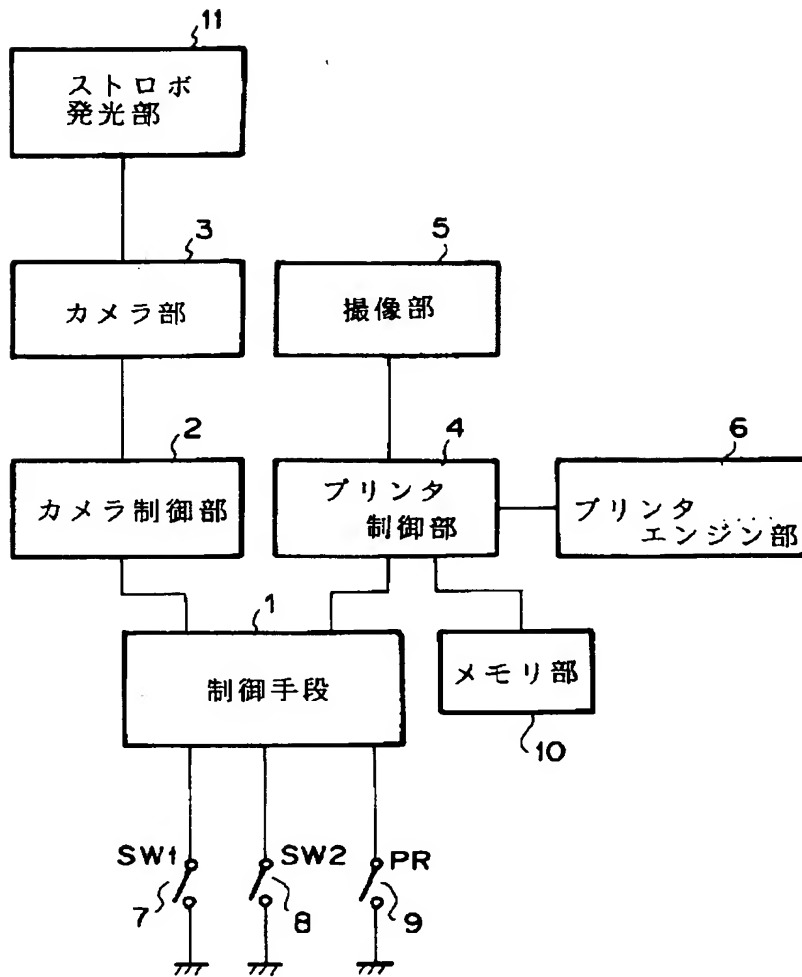 11
ストロボ
発光部
3
カメラ部
5
撮像部
2
カメラ制御部
4
プリンタ
制御部
6
プリンタ
エンジン部
1
制御手段
メモリ部
10
SW1
7
SW2
8
PR
9